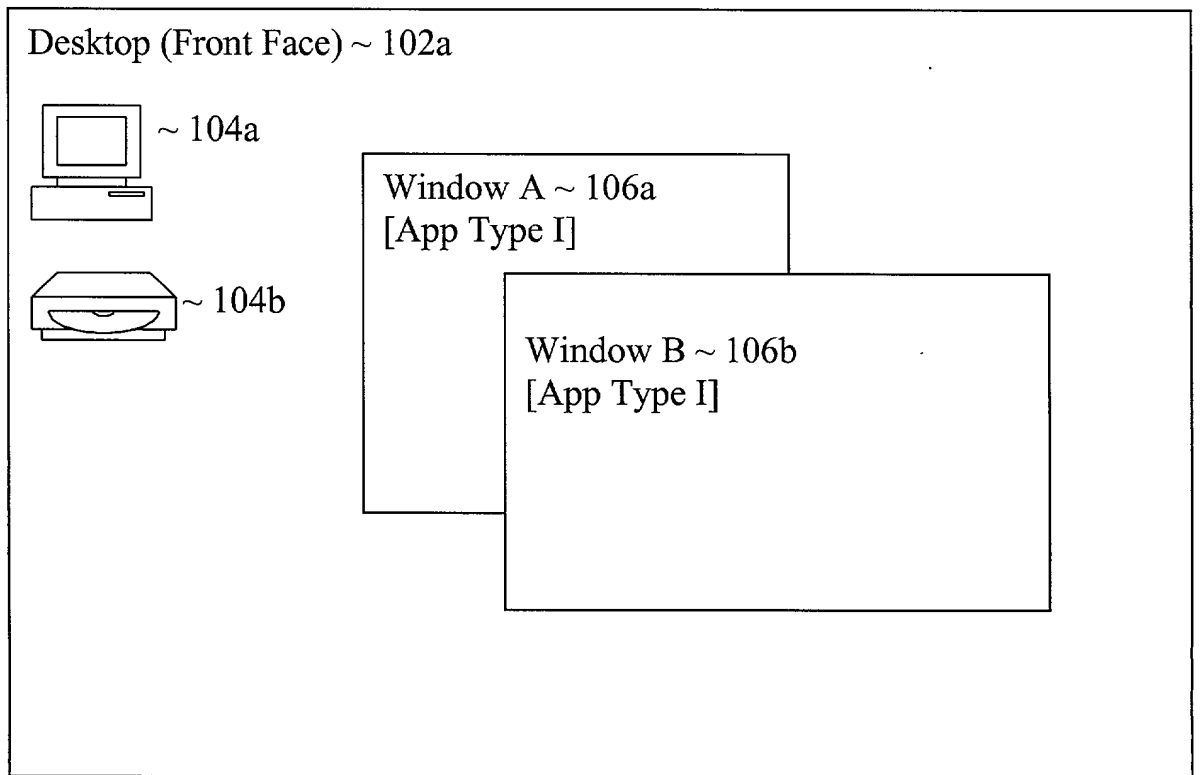 Desktop (Front Face) ~ 102a
~ 104a
Window A ~ 106a
[App Type I]
~ 104b
Window B ~ 106b
[App Type I]